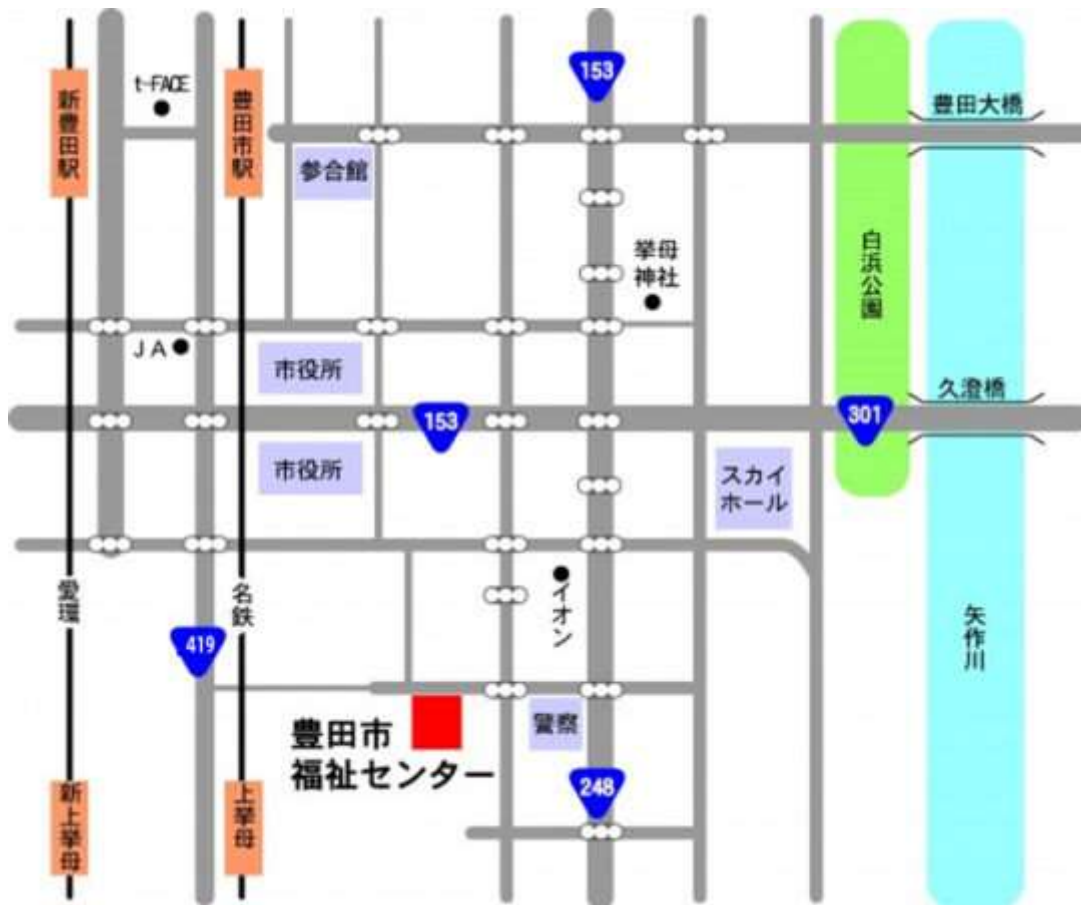 t-FACE
153
新豊田駅
豊田市駅
豊田大橋
参合館
挙母
神社
白浜公園
JA
市役所
久澄橋
153
301
市役所
スカイ
ホール
愛環
名鉄
イオン
矢作川
419
豊田市
福祉センター
警察
248
新上挙母
上挙母